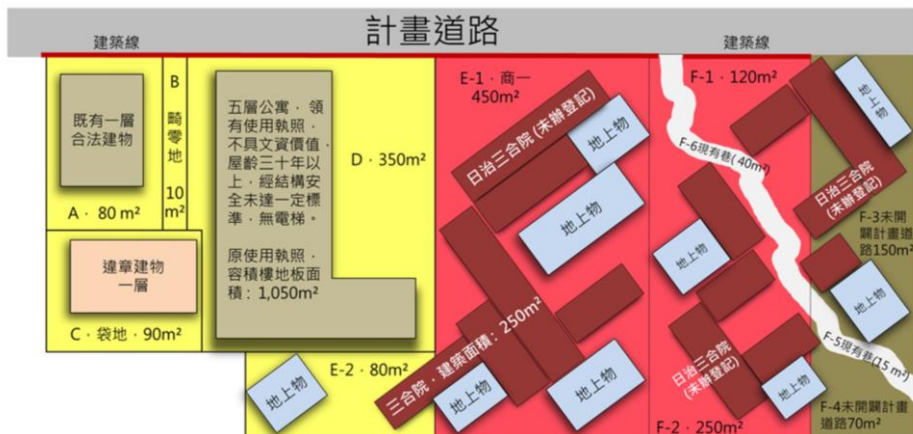 計畫道路
建築線
建築線
既有一層
合法建物
A．80 m²
B
畸零地
10
m²
違章建物
一層
C．袋地．90m²
五層公寓．領
有使用執照，
不具文資價值，
屋齡三十年以
上，經結構安
全未達一定標
準，無電梯。
原使用執照，
容積樓地板面
積：1,050m²
D．350m²
E-2．80m²
地上物
E-1．商一
450m²
日治三合院 (未辦登記)
地上物
地上物
三合院：建築面積：250m²
地上物
地上物
F-1．120m²
F-6現有巷( 40m²)
地上物
日治三合院
(未辦登記)
地上物
F-2．250m²
地上物
日治三合院
(未辦登記)
F-3未開
闢計畫道
路150m²
地上物
F-5現有巷(15 m²)
F-4未開闢計畫
道路70m²